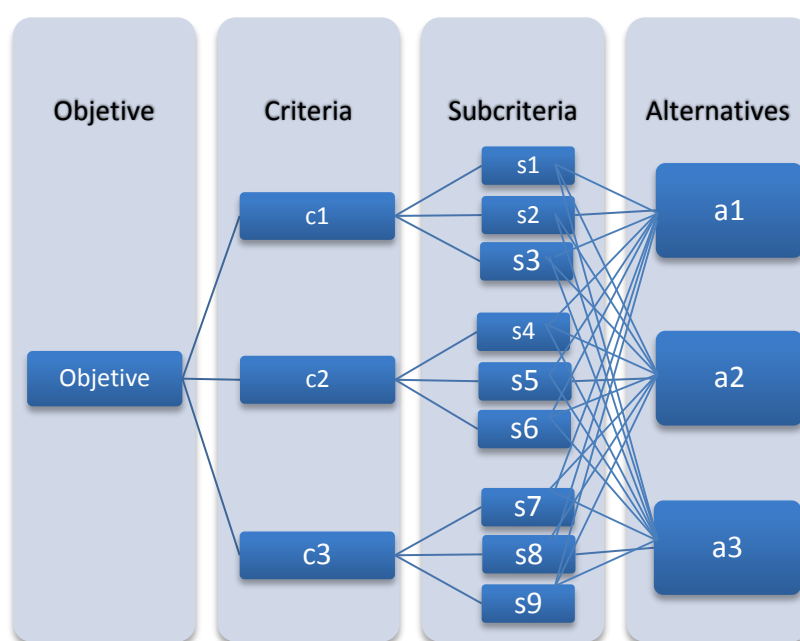 Objetive
Criteria
Subcriteria
Alternatives
Objetive
c1
c2
c3
s1
s2
s3
s4
s5
s6
s7
s8
s9
a1
a2
a3